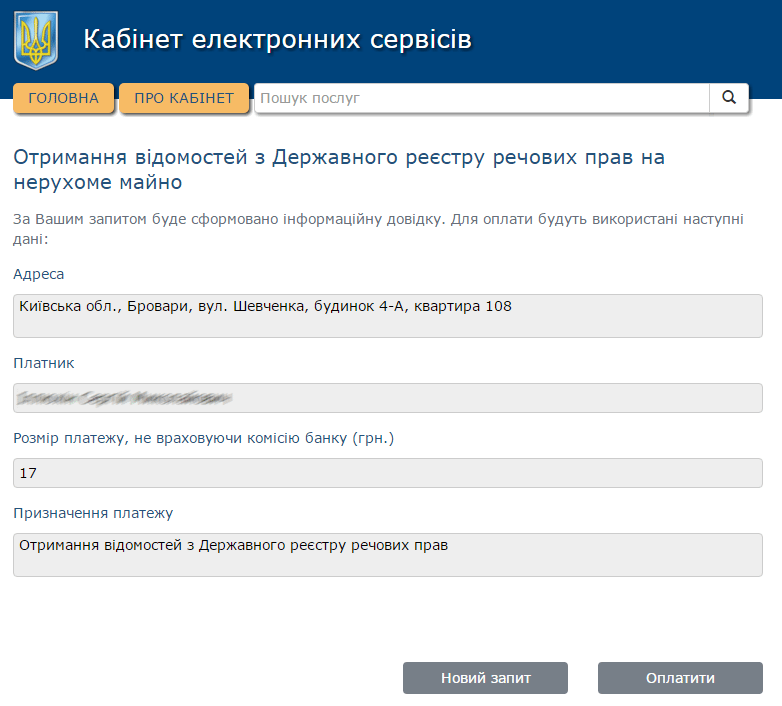 Кабінет електронних сервісів
ГОЛОВНА ПРО КАБІНЕТ Пошук послуг
Отримання відомостей з Державного реєстру речових прав на
нерухоме майно
За Вашим запитом буде сформовано інформаційну довідку. Для оплати будуть використані наступні
дані:
Адреса
Київська обл., Бровари, вул. Шевченка, будинок 4-А, квартира 108
Платник
Розмір платежу, не враховуючи комісію банку (грн.)
17
Призначення платежу
Отримання відомостей з Державного реєстру речових прав
Новий запит Оплатити